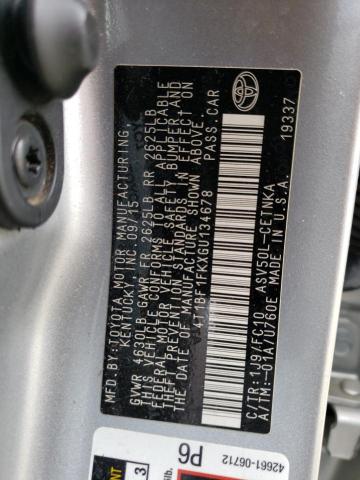 MFD. BY: TOYOTA MOTOR MANUFACTURING,
KENTUCKY, INC. 09/15
GVWR 4630LB GAWR FR 2625LB RR 2625LB
THIS VEHICLE CONFORMS TO ALL APPLICABLE
FEDERAL MOTOR VEHICLE SAFETY, BUMPER, AND
THEFT PREVENTION STANDARDS IN EFFECT ON
THE DATE OF MANUFACTURE SHOWN ABOVE.
4T1BF1FKXGU134678 PASS. CAR
TOYOTA
C/TR: 1J9/FC10 ASV50L-CETNKA
A/TM: -01A/U760E MADE IN U.S.A.
19337
42661-06712
P6
3